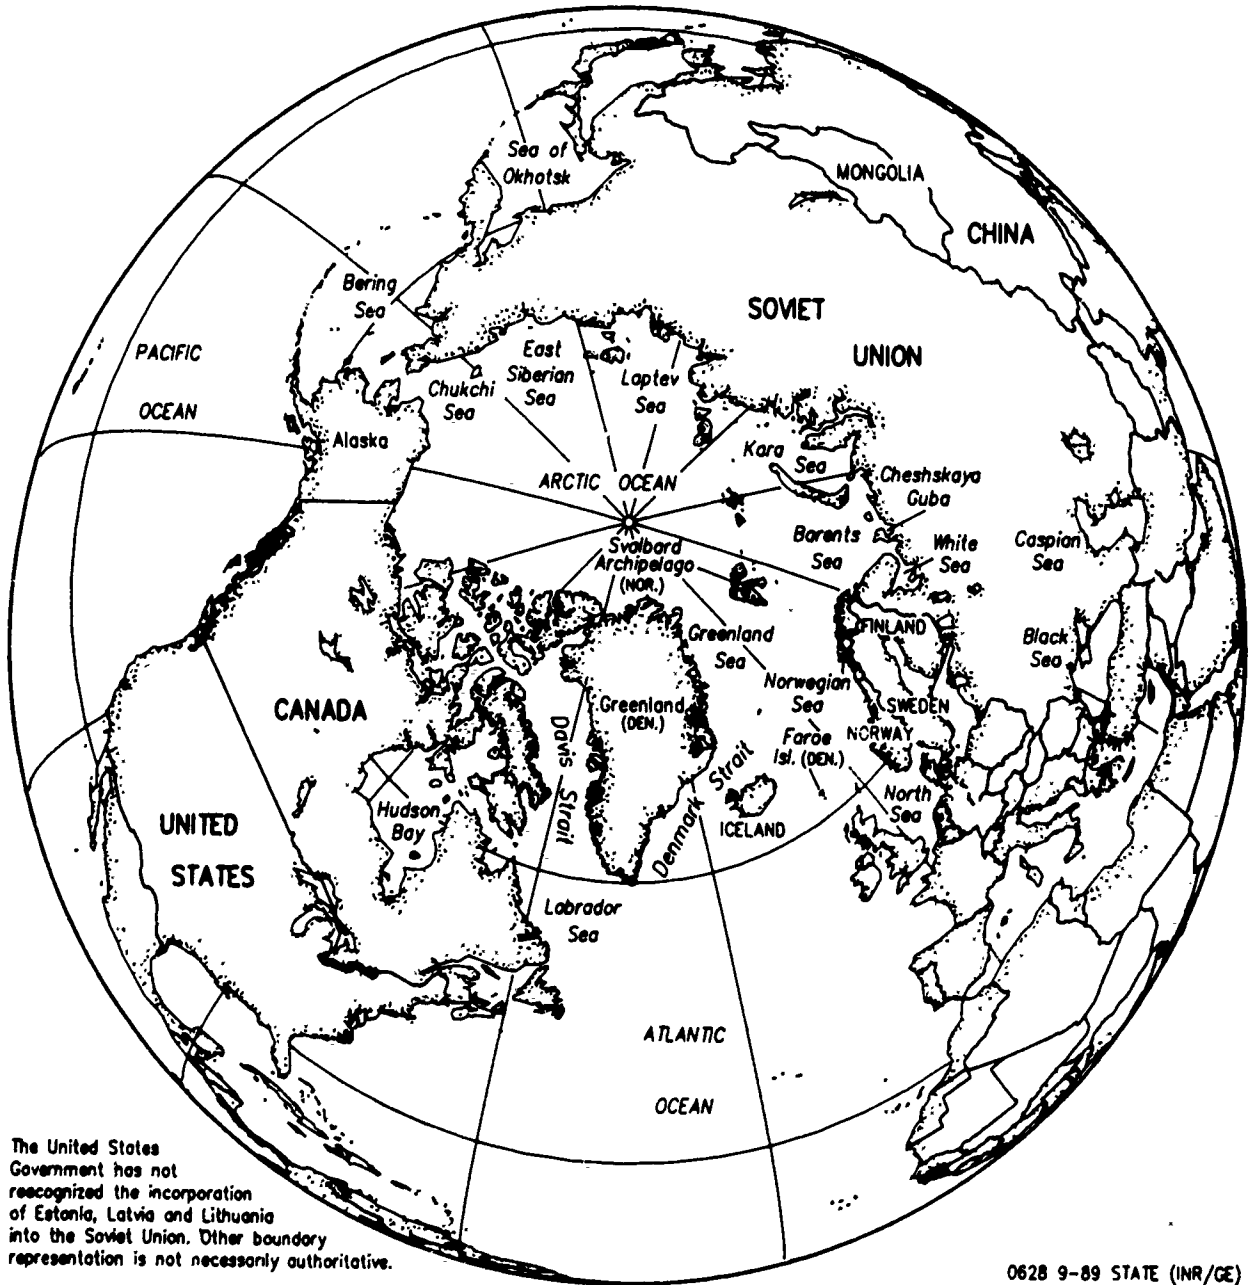 Sea of
Okhotsk
MONGOLIA
CHINA
Bering
Sea
SOVIET
UNION
PACIFIC
OCEAN
East
Siberian
Sea
Laptev
Sea
Chukchi
Sea
Alaska
Kara
Sea
ARCTIC OCEAN
Cheshskaya
Guba
Barents
Sea
White
Sea
Caspian
Sea
Svalbard
Archipelago
(NOR.)
Greenland
Sea
FINLAND
Black
Sea
Norwegian
Sea
CANADA
Greenland
(DEN.)
SWEDEN
NORWAY
Davis Strait
Faroe
Isl. (DEN.)
Denmark Strait
ICELAND
North
Sea
Hudson
Bay
UNITED
STATES
Labrador
Sea
ATLANTIC
OCEAN
The United States
Government has not
reecognized the incorporation
of Estonia, Latvia and Lithuania
into the Soviet Union. Other boundary
representation is not necessarily authoritative.
0628 9-89 STATE (INR/GE)